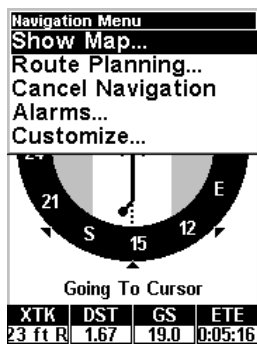 Navigation Menu
Show Map...
Route Planning...
Cancel Navigation
Alarms...
Customize...
24
21
S
15
12
E
Going To Cursor
XTK DST GS ETE
23 ft R 1.67 19.0 0:05:16